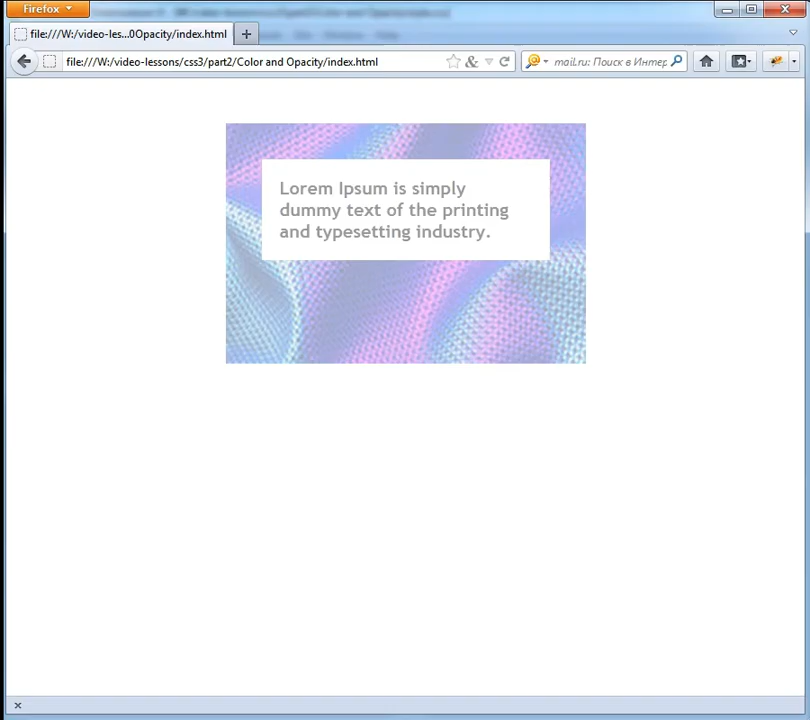 Firefox
file:///W:/video-les...0Opacity/index.html
file:///W:/video-lessons/css3/part2/Color and Opacity/index.html
mail.ru: Поиск в Интер
Lorem Ipsum is simply
dummy text of the printing
and typesetting industry.